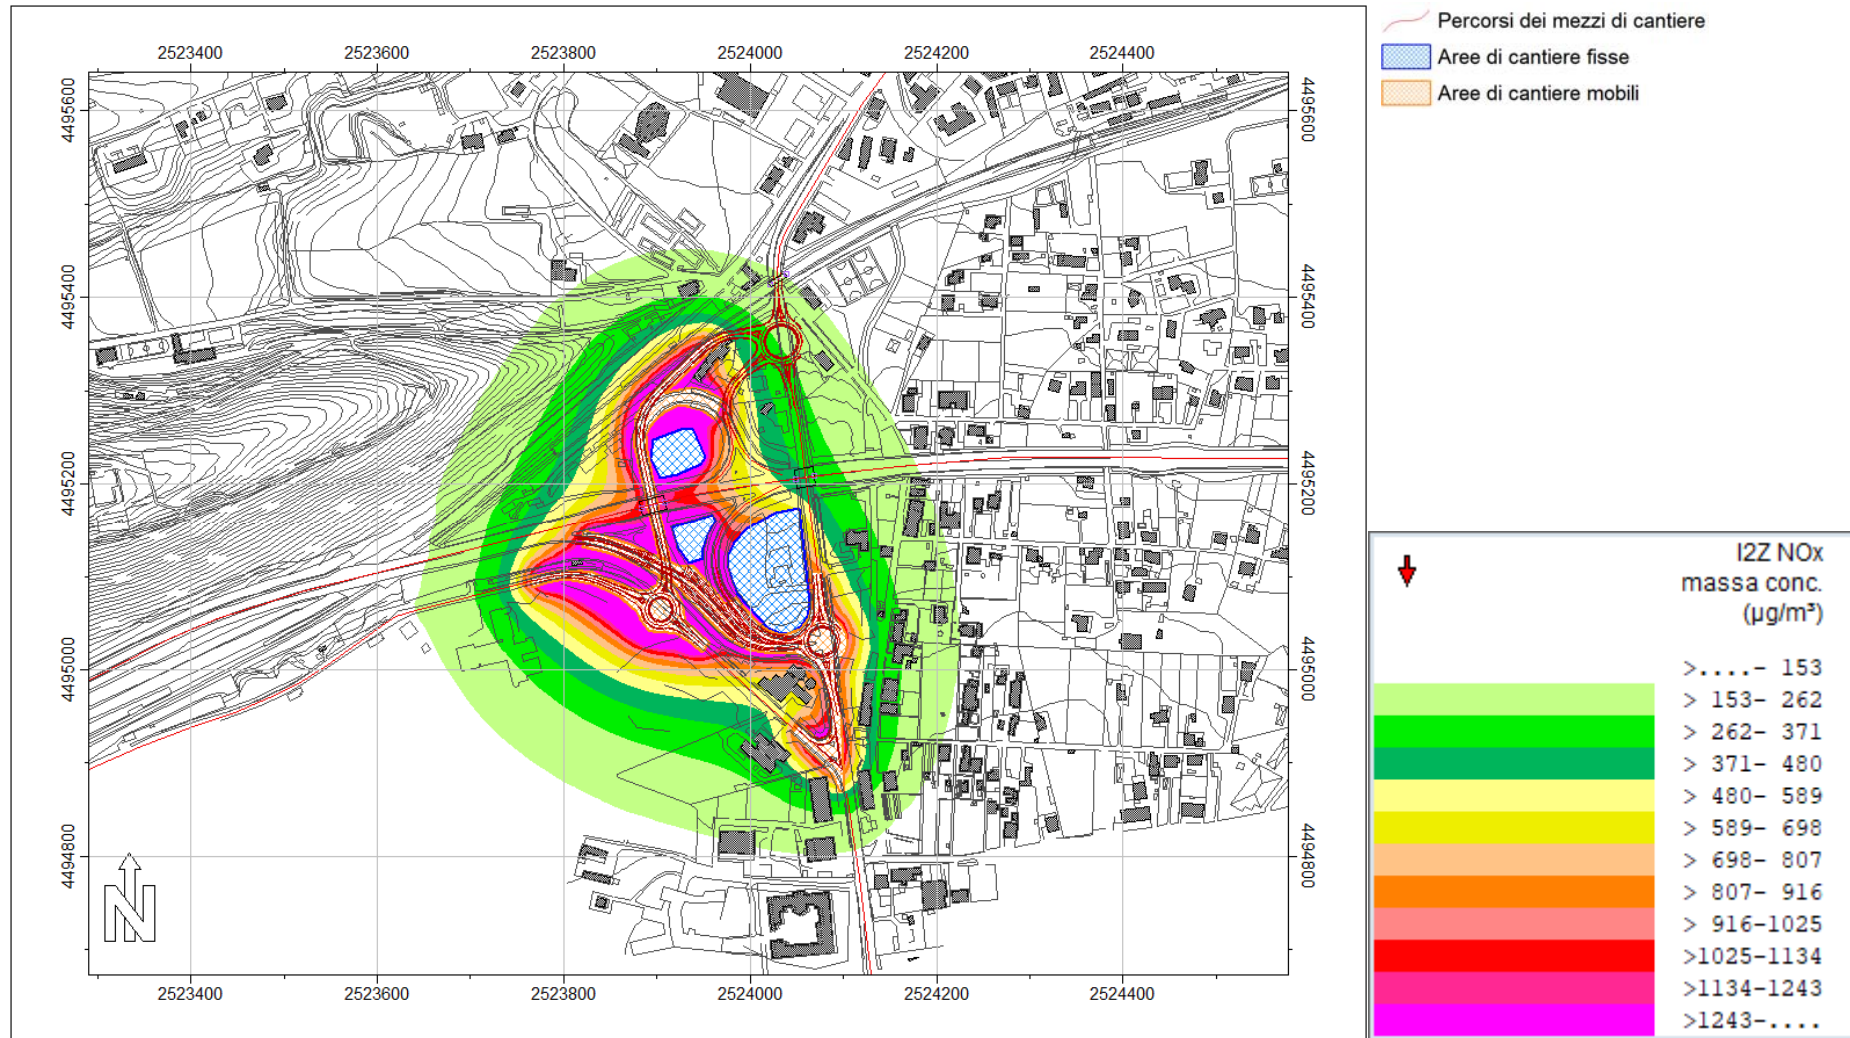 Percorsi dei mezzi di cantiere
Aree di cantiere fisse
Aree di cantiere mobili
2523400 2523600 2523800 2524000 2524200 2524400
4495600 4495600
4495400 4495400
4495200 4495200
4495000 4495000
4494800 4494800
N
2523400 2523600 2523800 2524000 2524200 2524400
I2Z NOx
massa conc.
(µg/m³)
>....- 153
> 153- 262
> 262- 371
> 371- 480
> 480- 589
> 589- 698
> 698- 807
> 807- 916
> 916-1025
>1025-1134
>1134-1243
>1243-....